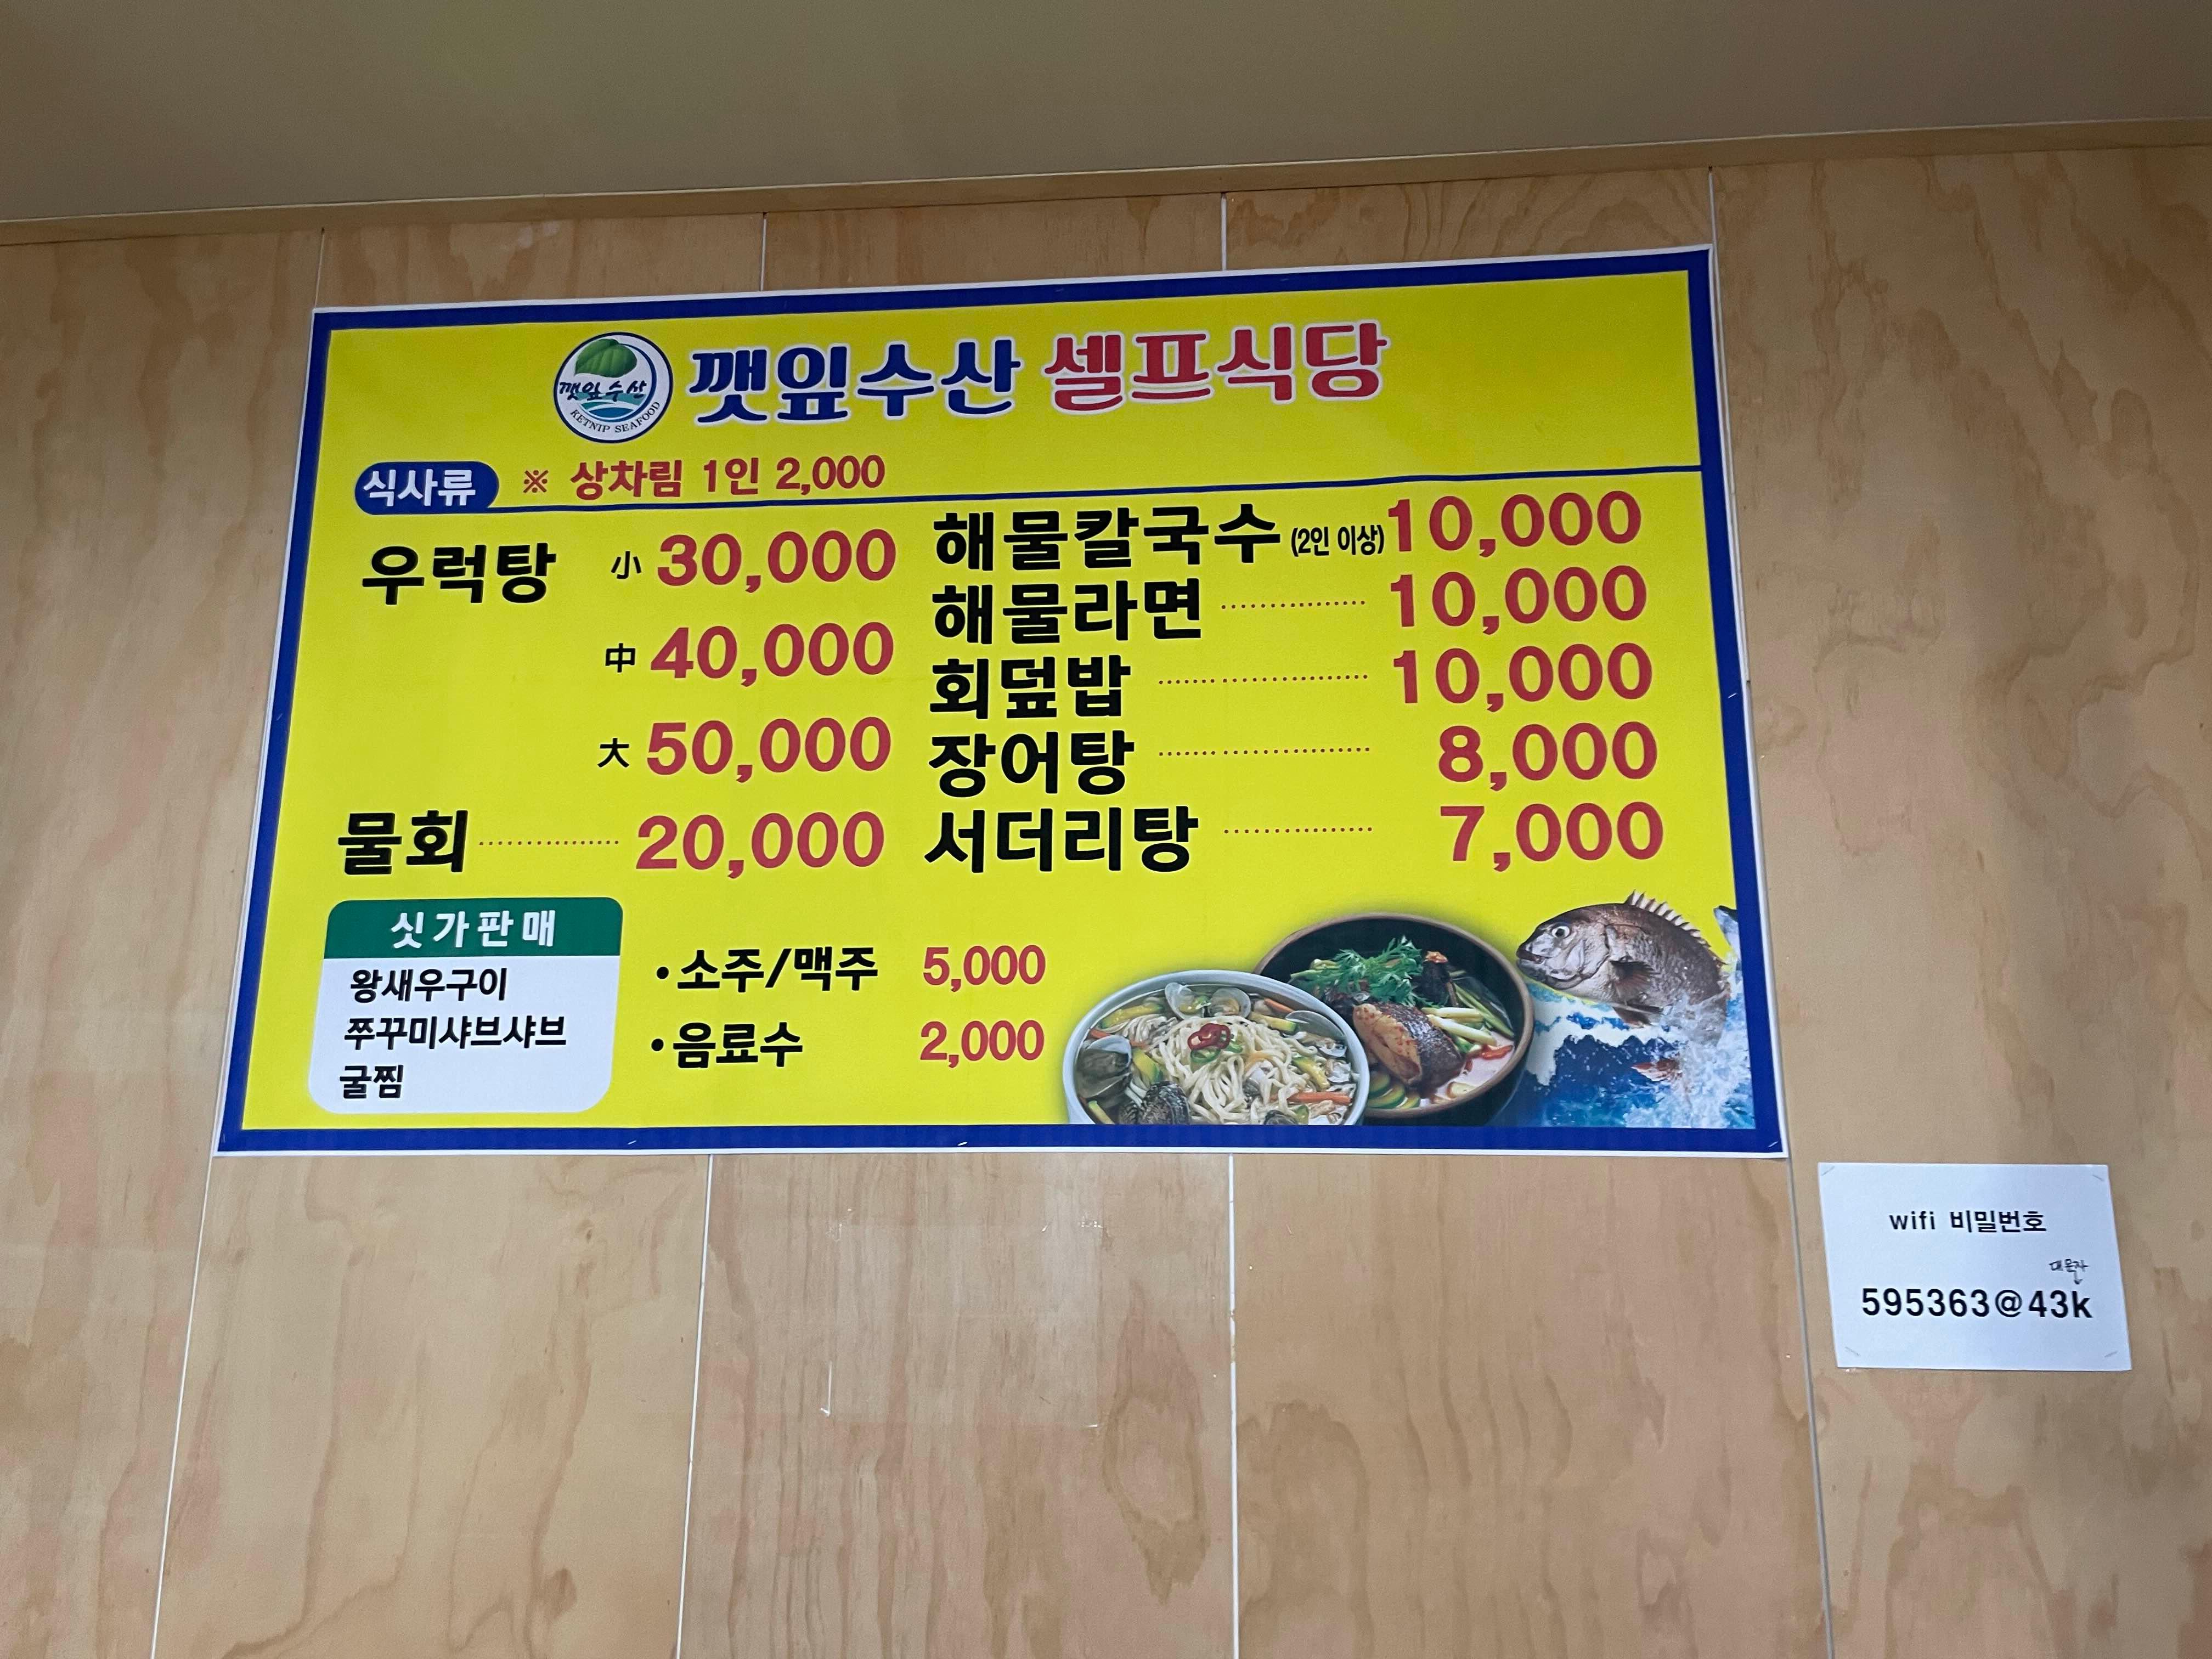 깻잎수산
KETNIP SEAFOOD
깻잎수산 셀프식당
식사류 ※ 상차림 1인 2,000
우럭탕 小 30,000
中 40,000
大 50,000
물회 20,000
해물칼국수 (2인 이상) 10,000
해물라면 10,000
회덮밥 10,000
장어탕 8,000
서더리탕 7,000
싯가판매
왕새우구이
쭈꾸미샤브샤브
굴찜
·소주/맥주 5,000
·음료수 2,000
wifi 비밀번호
대문자
595363@43k